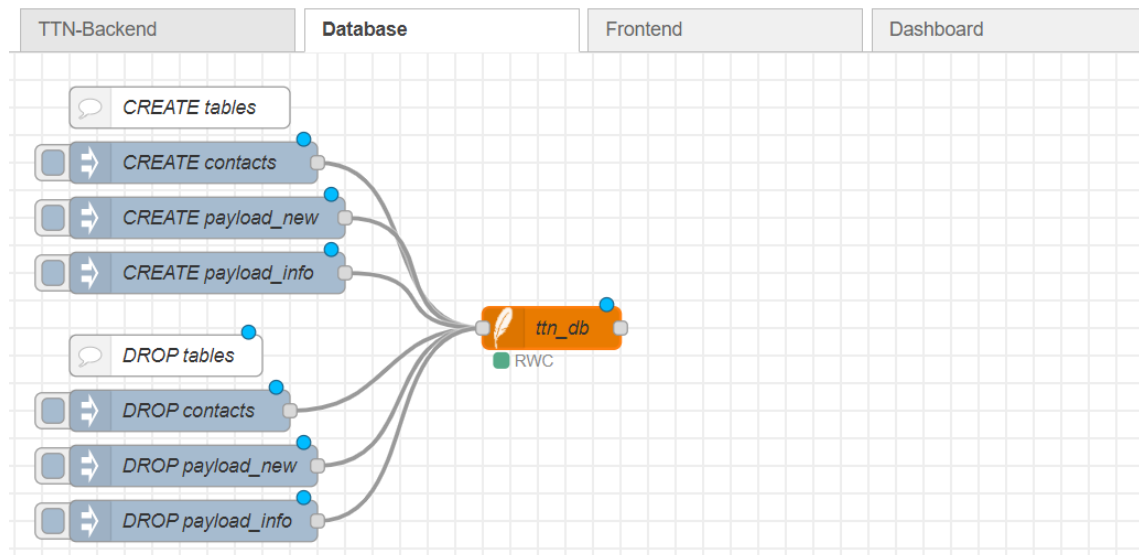 TTN-Backend
Database
Frontend
Dashboard
CREATE tables
CREATE contacts
CREATE payload_new
CREATE payload_info
ttn_db
RWC
DROP tables
DROP contacts
DROP payload_new
DROP payload_info